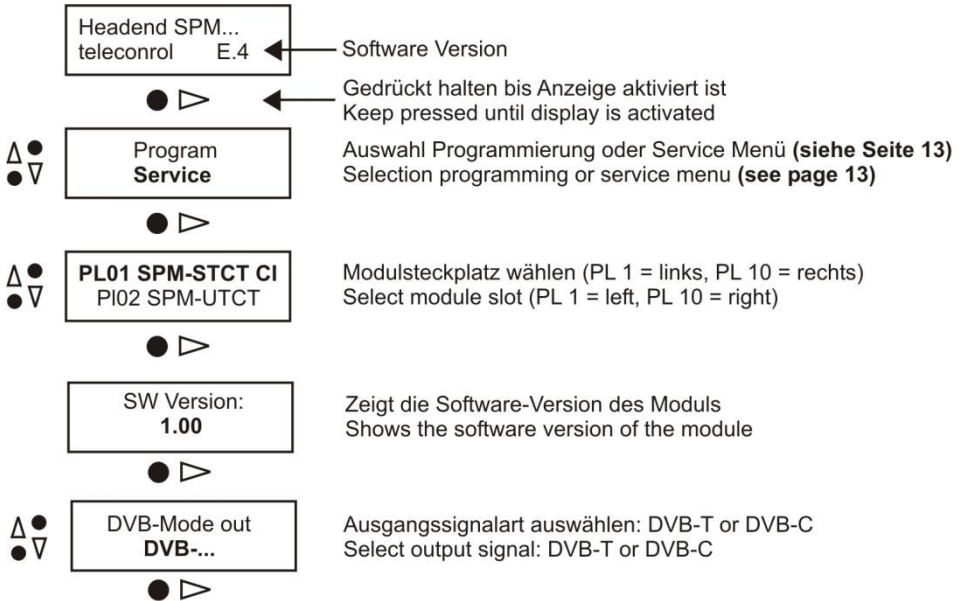 Headend SPM...
teleconrol E.4
Software Version
Gedrückt halten bis Anzeige aktiviert ist
Keep pressed until display is activated
Program
Service
Auswahl Programmierung oder Service Menü (siehe Seite 13)
Selection programming or service menu (see page 13)
PL01 SPM-STCT CI
Pl02 SPM-UTCT
Modulsteckplatz wählen (PL 1 = links, PL 10 = rechts)
Select module slot (PL 1 = left, PL 10 = right)
SW Version:
1.00
Zeigt die Software-Version des Moduls
Shows the software version of the module
DVB-Mode out
DVB-...
Ausgangssignalart auswählen: DVB-T or DVB-C
Select output signal: DVB-T or DVB-C